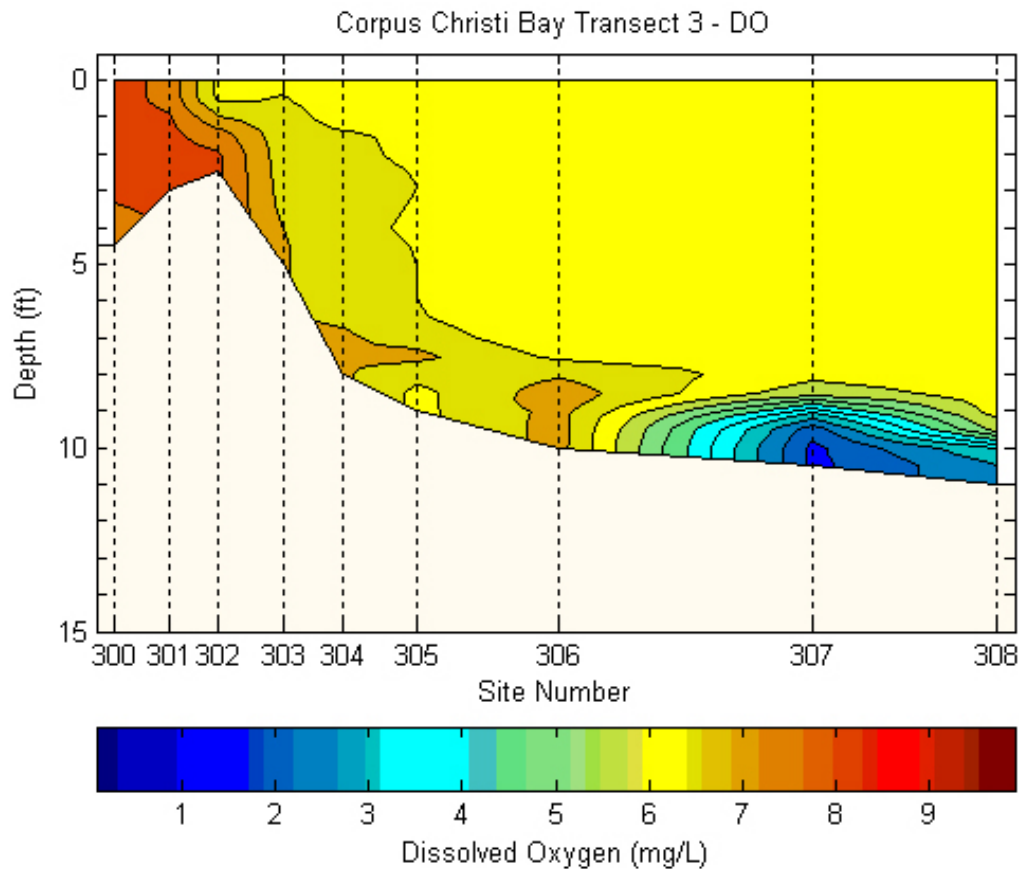 Corpus Christi Bay Transect 3 - DO
0
5
10
15
Depth (ft)
300 301 302 303 304 305 306 307 308
Site Number
1 2 3 4 5 6 7 8 9
Dissolved Oxygen (mg/L)